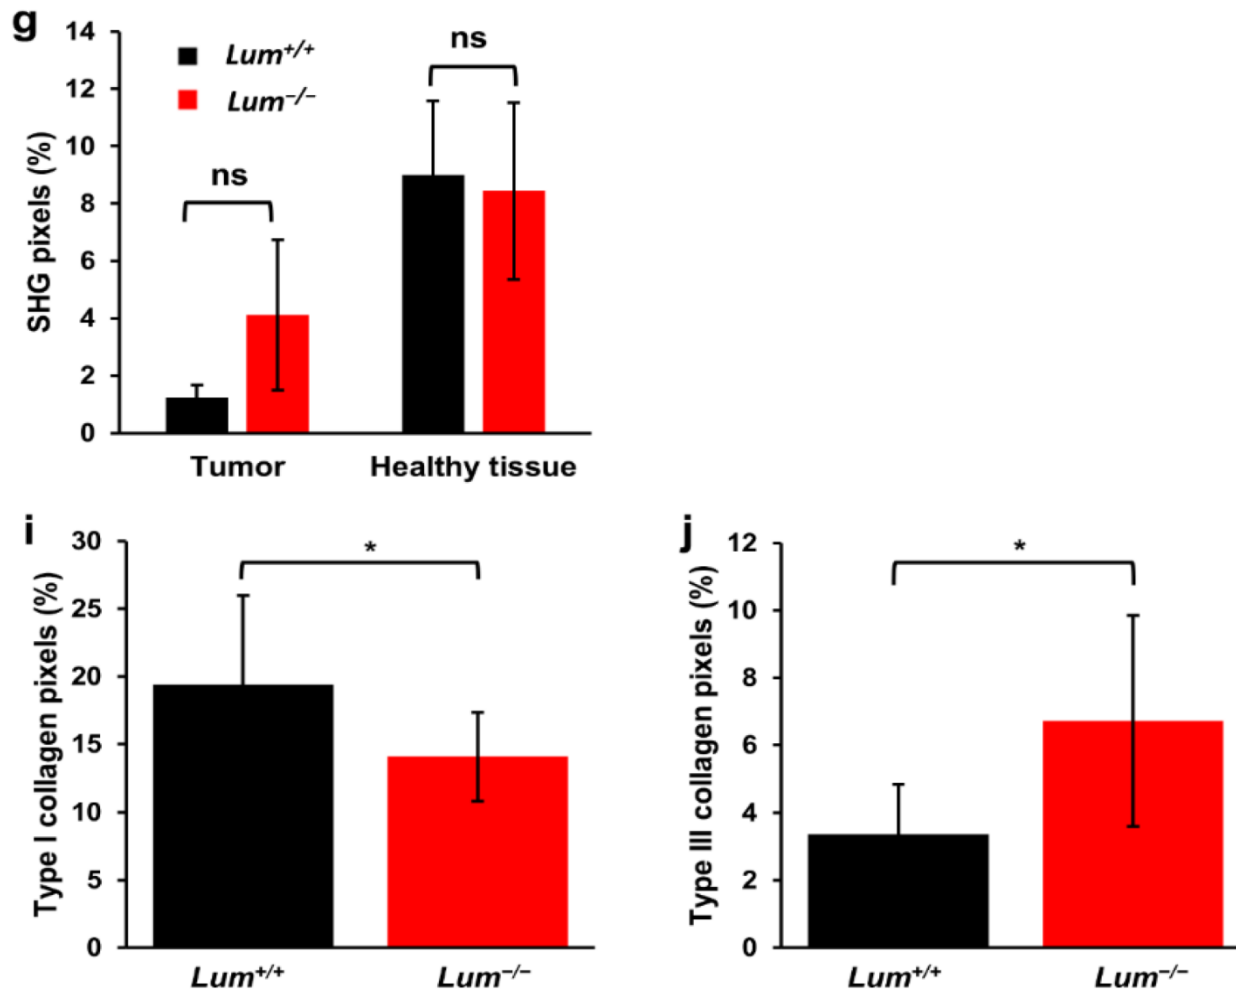 g
SHG pixels (%)
14
12
10
8
6
4
2
0
Lum+/+
Lum−/−
ns
ns
Tumor Healthy tissue
i
Type I collagen pixels (%)
30
25
20
15
10
5
0
*
Lum+/+ Lum−/−
j
Type III collagen pixels (%)
12
10
8
6
4
2
0
*
Lum+/+ Lum−/−